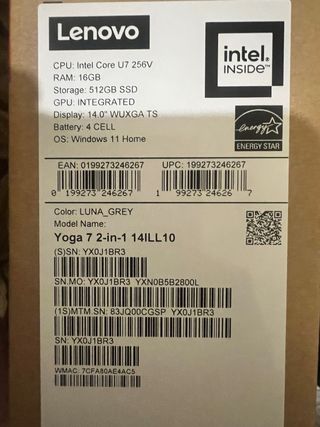 Lenovo
intel.
INSIDE™
CPU: Intel Core U7 256V
RAM: 16GB
Storage: 512GB SSD
GPU: INTEGRATED
Display: 14.0" WUXGA TS
Battery: 4 CELL
OS: Windows 11 Home
energy
ENERGY STAR
EAN: 0199273246267 UPC: 199273246267
0 199273 246267 1 99273 24626 7
Color: LUNA_GREY
Model Name:
Yoga 7 2-in-1 14ILL10
(S)SN: YX0J1BR3
SN.MO: YX0J1BR3 YXN0B5B2800L
(1S)MTM.SN: 83JQ00CGSP YX0J1BR3
SN: YX0J1BR3
WMAC: 7CFA80AE4AC5